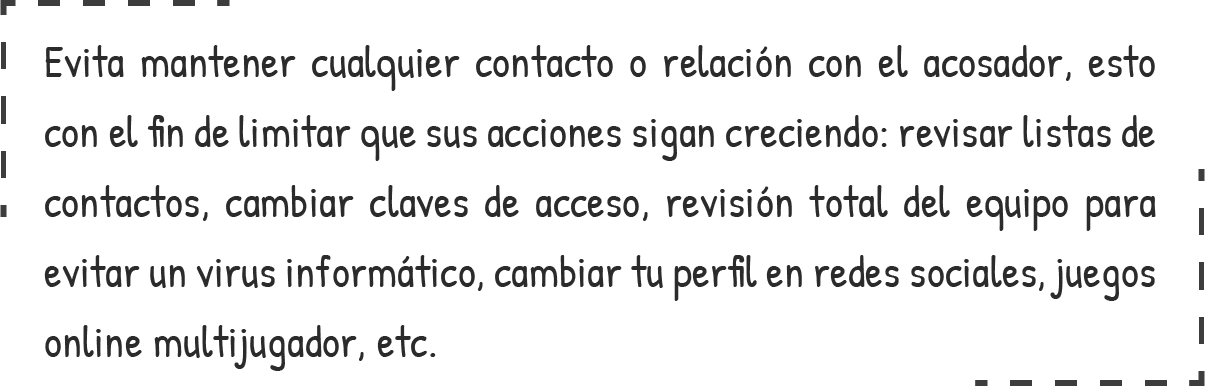 Evita mantener cualquier contacto o relación con el acosador, esto
con el fin de limitar que sus acciones sigan creciendo: revisar listas de
contactos, cambiar claves de acceso, revisión total del equipo para
evitar un virus informático, cambiar tu perfil en redes sociales, juegos
online multijugador, etc.